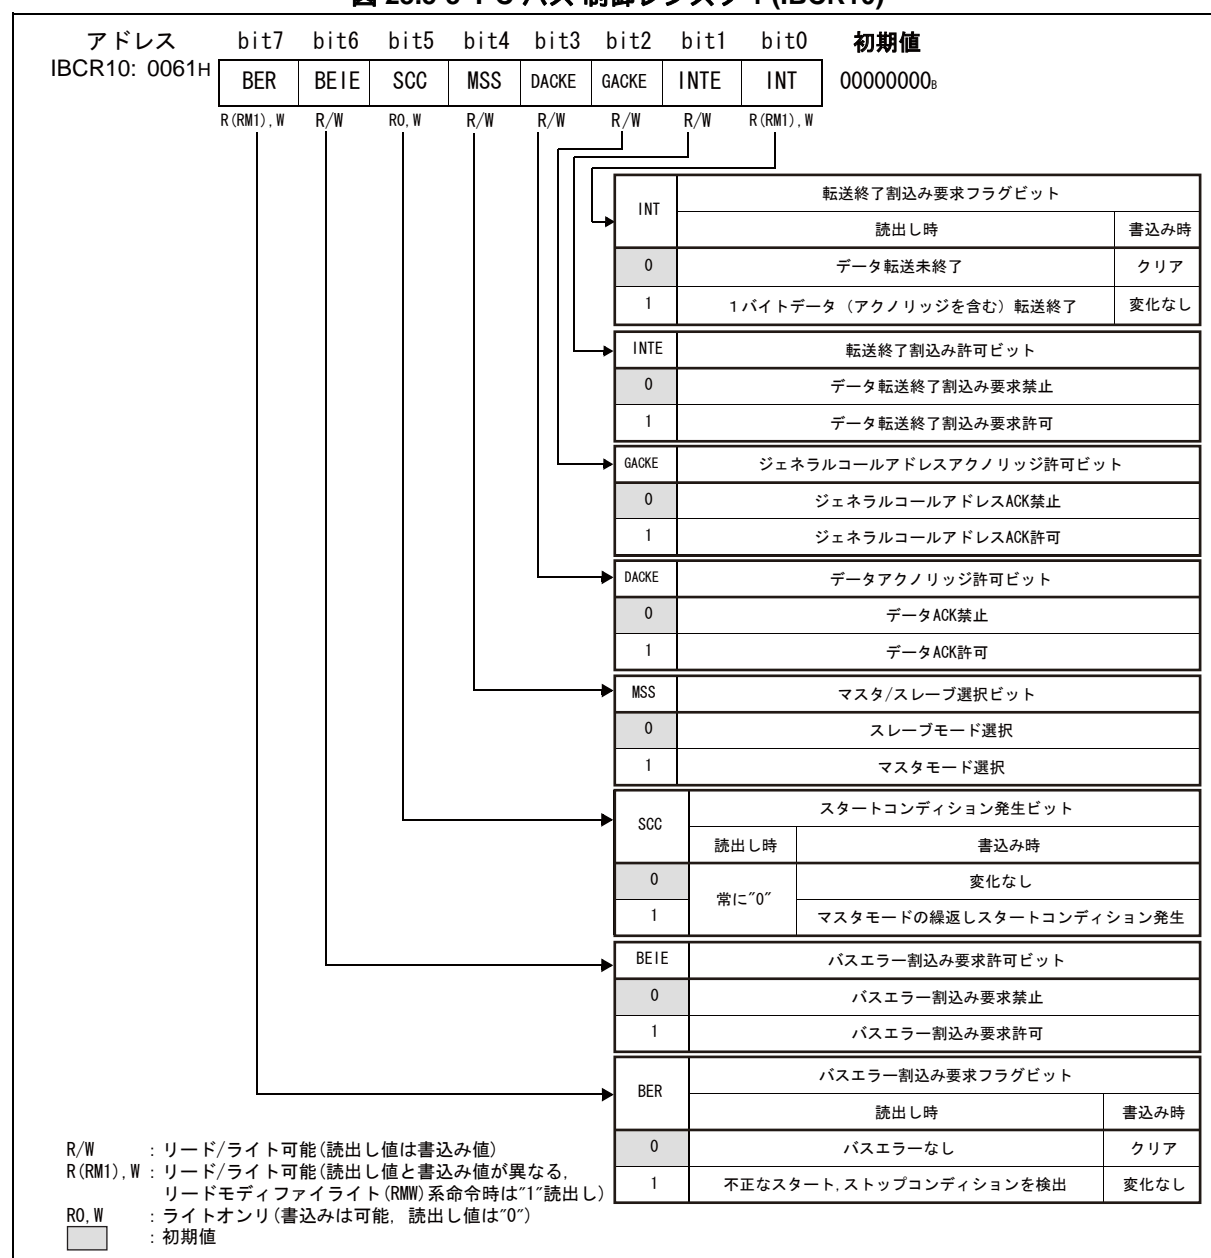 アドレス bit7 bit6 bit5 bit4 bit3 bit2 bit1 bit0 初期値
IBCR10: 0061H BER BEIE SCC MSS DACKE GACKE INTE INT 00000000B
R(RM1),W R/W R0,W R/W R/W R/W R/W R(RM1),W
INT 転送終了割込み要求フラグビット
読出し時 書込み時
0 データ転送未終了 クリア
1 1バイトデータ（アクノリッジを含む）転送終了 変化なし
INTE 転送終了割込み許可ビット
0 データ転送終了割込み要求禁止
1 データ転送終了割込み要求許可
GACKE ジェネラルコールアドレスアクノリッジ許可ビット
0 ジェネラルコールアドレスACK禁止
1 ジェネラルコールアドレスACK許可
DACKE データアクノリッジ許可ビット
0 データACK禁止
1 データACK許可
MSS マスタ/スレーブ選択ビット
0 スレーブモード選択
1 マスタモード選択
SCC スタートコンディション発生ビット
読出し時 書込み時
0 常に"0" 変化なし
1 マスタモードの繰返しスタートコンディション発生
BEIE バスエラー割込み要求許可ビット
0 バスエラー割込み要求禁止
1 バスエラー割込み要求許可
BER バスエラー割込み要求フラグビット
読出し時 書込み時
0 バスエラーなし クリア
1 不正なスタート,ストップコンディションを検出 変化なし
R/W :リード/ライト可能(読出し値は書込み値)
R(RM1),W:リード/ライト可能(読出し値と書込み値が異なる,
リードモディファイライト(RMW)系命令時は"1"読出し)
R0,W :ライトオンリ(書込みは可能, 読出し値は"0")
:初期値